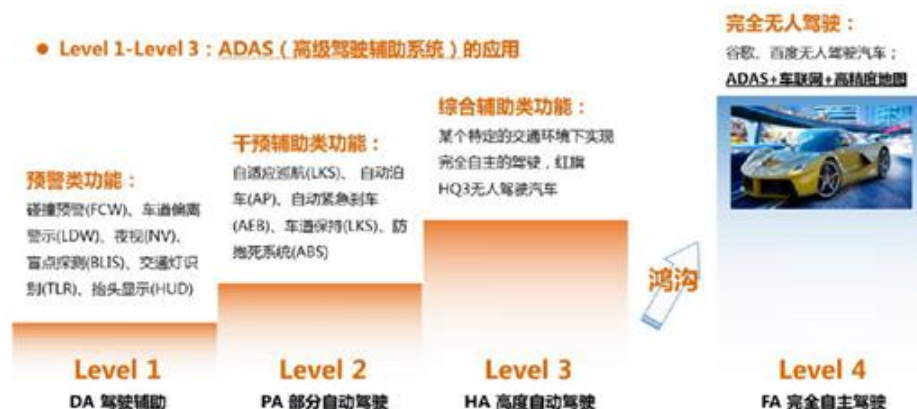 ● Level 1-Level 3：ADAS（高级驾驶辅助系统）的应用
预警类功能：
碰撞预警(FCW)、车道偏离
警示(LDW)、夜视(NV)、
盲点探测(BLIS)、交通灯识
别(TLR)、抬头显示(HUD)
Level 1
DA 驾驶辅助
干预辅助类功能：
自适应巡航(LKS)、自动泊
车(AP)、自动紧急刹车
(AEB)、车道保持(LKS)、防
抱死系统(ABS)
Level 2
PA 部分自动驾驶
综合辅助类功能：
某个特定的交通环境下实现
完全自主的驾驶，红旗
HQ3无人驾驶汽车
Level 3
HA 高度自动驾驶
鸿沟
完全无人驾驶：
谷歌、百度无人驾驶汽车；
ADAS+车联网+高精度地图
Level 4
FA 完全自主驾驶